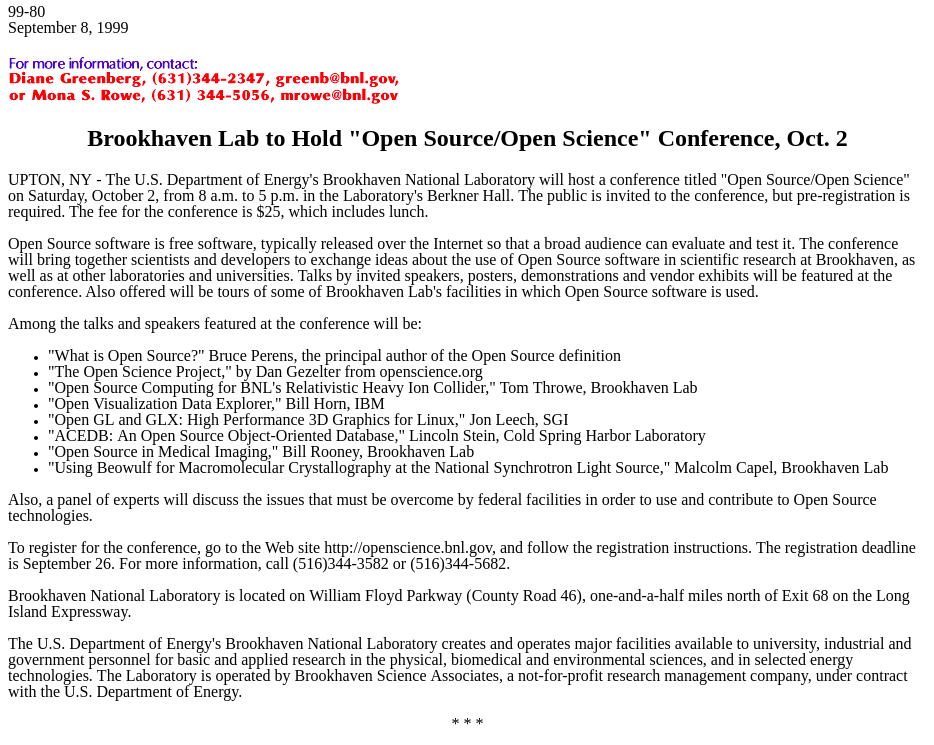 99-80
September 8, 1999
For more information, contact:
Diane Greenberg, (631)344-2347, greenb@bnl.gov,
or Mona S. Rowe, (631) 344-5056, mrowe@bnl.gov
Brookhaven Lab to Hold "Open Source/Open Science" Conference, Oct. 2
UPTON, NY - The U.S. Department of Energy's Brookhaven National Laboratory will host a conference titled "Open Source/Open Science"
on Saturday, October 2, from 8 a.m. to 5 p.m. in the Laboratory's Berkner Hall. The public is invited to the conference, but pre-registration is
required. The fee for the conference is $25, which includes lunch.
Open Source software is free software, typically released over the Internet so that a broad audience can evaluate and test it. The conference
will bring together scientists and developers to exchange ideas about the use of Open Source software in scientific research at Brookhaven, as
well as at other laboratories and universities. Talks by invited speakers, posters, demonstrations and vendor exhibits will be featured at the
conference. Also offered will be tours of some of Brookhaven Lab's facilities in which Open Source software is used.
Among the talks and speakers featured at the conference will be:
• "What is Open Source?" Bruce Perens, the principal author of the Open Source definition
• "The Open Science Project," by Dan Gezelter from openscience.org
• "Open Source Computing for BNL's Relativistic Heavy Ion Collider," Tom Throwe, Brookhaven Lab
• "Open Visualization Data Explorer," Bill Horn, IBM
• "Open GL and GLX: High Performance 3D Graphics for Linux," Jon Leech, SGI
• "ACEDB: An Open Source Object-Oriented Database," Lincoln Stein, Cold Spring Harbor Laboratory
• "Open Source in Medical Imaging," Bill Rooney, Brookhaven Lab
• "Using Beowulf for Macromolecular Crystallography at the National Synchrotron Light Source," Malcolm Capel, Brookhaven Lab
Also, a panel of experts will discuss the issues that must be overcome by federal facilities in order to use and contribute to Open Source
technologies.
To register for the conference, go to the Web site http://openscience.bnl.gov, and follow the registration instructions. The registration deadline
is September 26. For more information, call (516)344-3582 or (516)344-5682.
Brookhaven National Laboratory is located on William Floyd Parkway (County Road 46), one-and-a-half miles north of Exit 68 on the Long
Island Expressway.
The U.S. Department of Energy's Brookhaven National Laboratory creates and operates major facilities available to university, industrial and
government personnel for basic and applied research in the physical, biomedical and environmental sciences, and in selected energy
technologies. The Laboratory is operated by Brookhaven Science Associates, a not-for-profit research management company, under contract
with the U.S. Department of Energy.
* * *